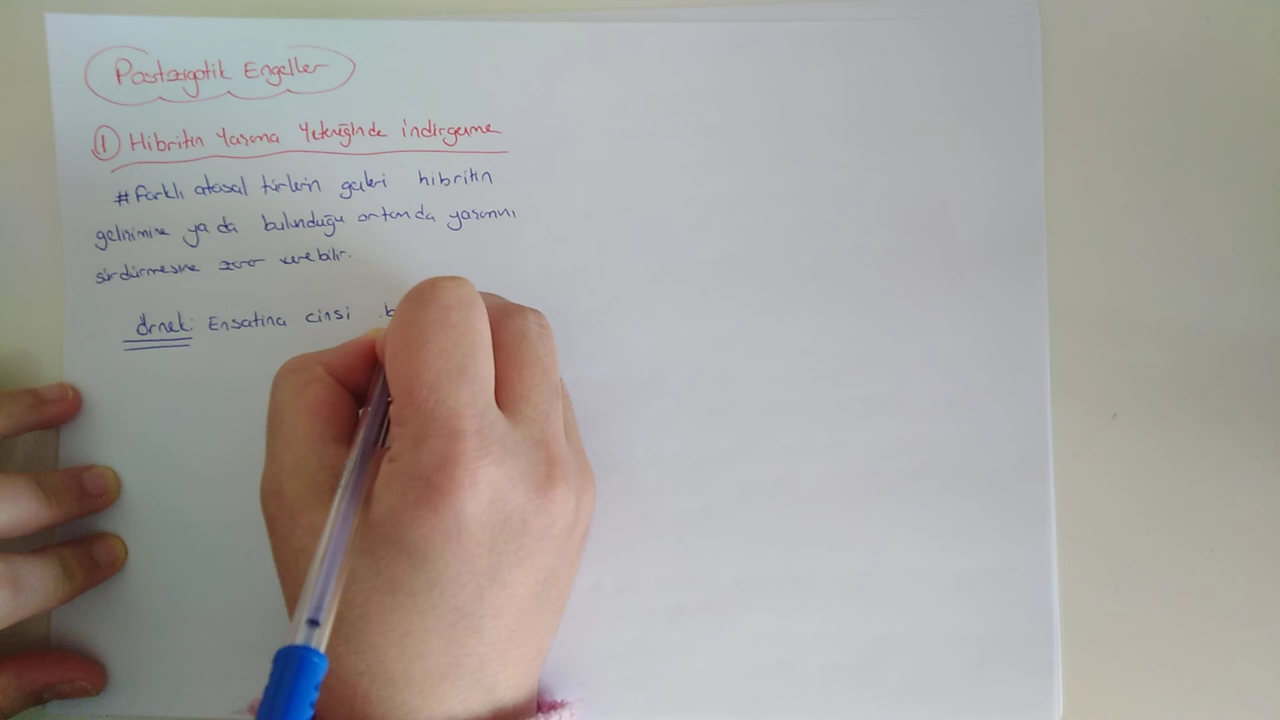 Postzigotik Engeller
① Hibritin Yaşama Yeteneğinde indirgeme
# Farklı atasal türlerin genleri hibritin
gelişimine ya da bulunduğu ortamda yaşamını
sürdürmesine zarar verebilir.
Örnek: Ensatina cinsi